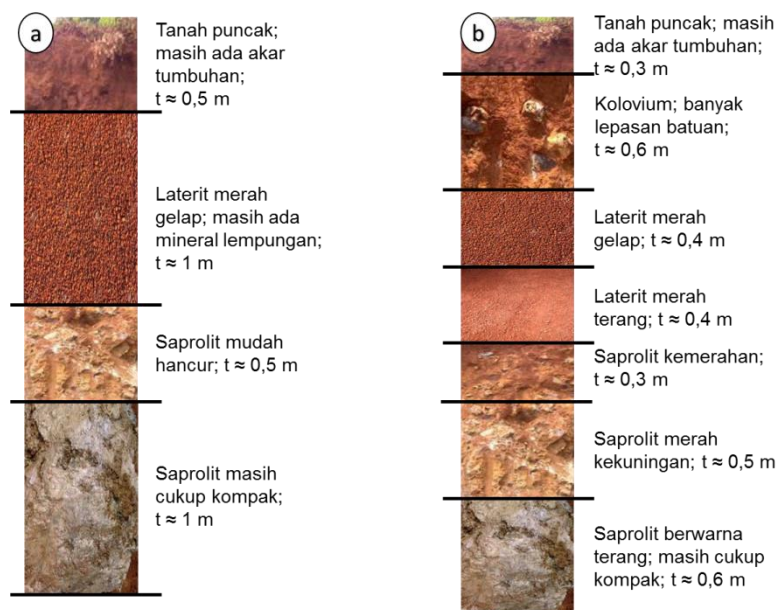 a
Tanah puncak;
masih ada akar
tumbuhan;
t ≈ 0,5 m
Laterit merah
gelap; masih ada
mineral lempungan;
t ≈ 1 m
Saprolit mudah
hancur; t ≈ 0,5 m
Saprolit masih
cukup kompak;
t ≈ 1 m
b
Tanah puncak; masih
ada akar tumbuhan;
t ≈ 0,3 m
Kolovium; banyak
lepasan batuan;
t ≈ 0,6 m
Laterit merah
gelap; t ≈ 0,4 m
Laterit merah
terang; t ≈ 0,4 m
Saprolit kemerahan;
t ≈ 0,3 m
Saprolit merah
kekuningan; t ≈ 0,5 m
Saprolit berwarna
terang; masih cukup
kompak; t ≈ 0,6 m